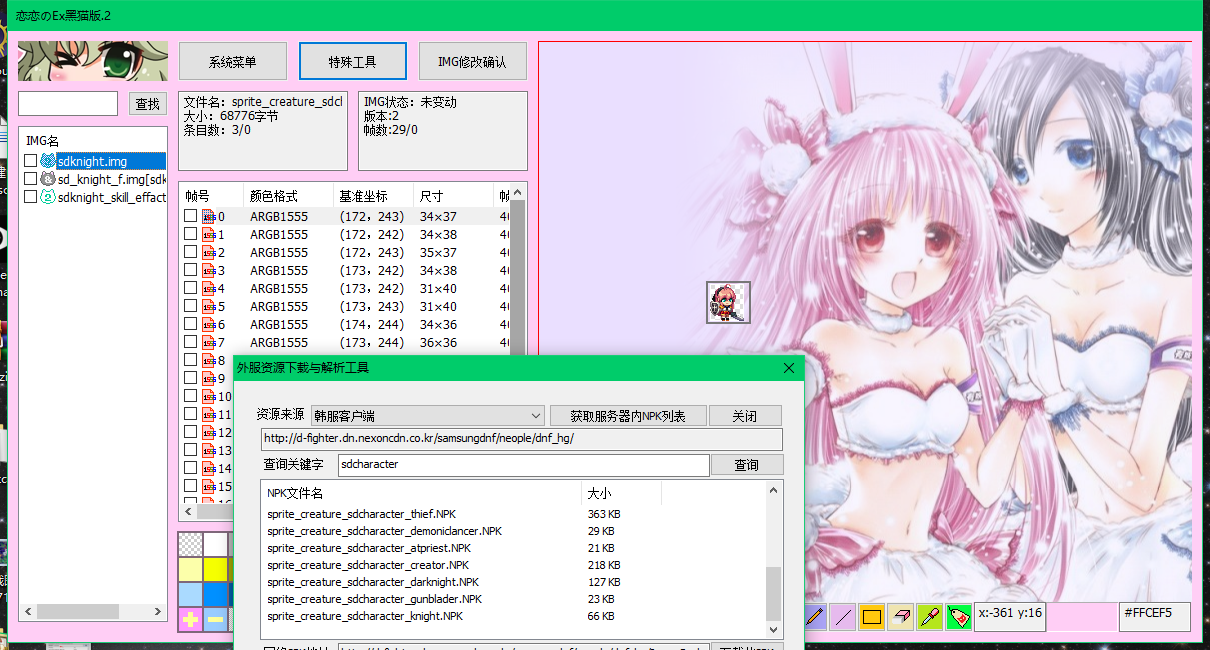 恋恋のEx黑猫版.2
系统菜单
特殊工具
IMG修改确认
查找
文件名：sprite_creature_sdcl
大小：68776字节
条目数：3/0
IMG状态：未变动
版本:2
帧数:29/0
IMG名
sdknight.img
sd_knight_f.img[sdk
sdknight_skill_effact
帧号 颜色格式 基准坐标 尺寸 帧
0 ARGB1555 (172, 243) 34×37
1 ARGB1555 (172, 242) 34×38
2 ARGB1555 (172, 243) 35×37
3 ARGB1555 (173, 242) 34×38
4 ARGB1555 (173, 242) 31×40
5 ARGB1555 (173, 243) 31×40
6 ARGB1555 (174, 244) 34×36
7 ARGB1555 (173, 244) 36×36
8
9
10
11
12
13
14
15
外服资源下载与解析工具
资源来源 韩服客户端 获取服务器内NPK列表 关闭
http://d-fighter.dn.nexoncdn.co.kr/samsungdnf/neople/dnf_hg/
查询关键字 sdcharacter 查询
NPK文件名 大小
sprite_creature_sdcharacter_thief.NPK 363 KB
sprite_creature_sdcharacter_demoniclancer.NPK 29 KB
sprite_creature_sdcharacter_atpriest.NPK 21 KB
sprite_creature_sdcharacter_creator.NPK 218 KB
sprite_creature_sdcharacter_darknight.NPK 127 KB
sprite_creature_sdcharacter_gunblader.NPK 23 KB
sprite_creature_sdcharacter_knight.NPK 66 KB
x:-361 y:16
#FFCEF5